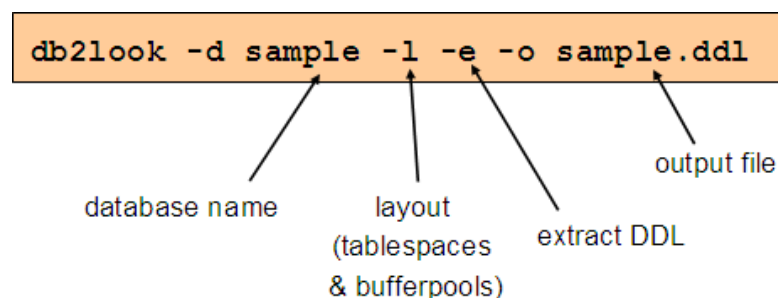 db2look -d sample -l -e -o sample.ddl
output file
database name
layout
(tablespaces
& bufferpools)
extract DDL